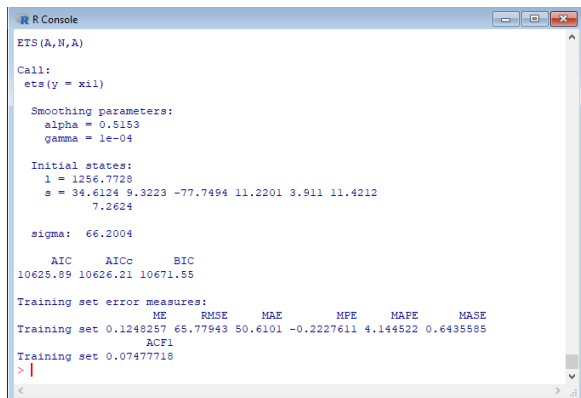 R Console
ETS(A,N,A)
Call:
ets(y = xi1)
Smoothing parameters:
alpha = 0.5153
gamma = 1e-04
Initial states:
l = 1256.7728
s = 34.6124 9.3223 -77.7494 11.2201 3.911 11.4212
7.2624
sigma: 66.2004
AIC AICc BIC
10625.89 10626.21 10671.55
Training set error measures:
ME RMSE MAE MPE MAPE MASE
Training set 0.1248257 65.77943 50.6101 -0.2227611 4.144522 0.6435585
ACF1
Training set 0.07477718
>